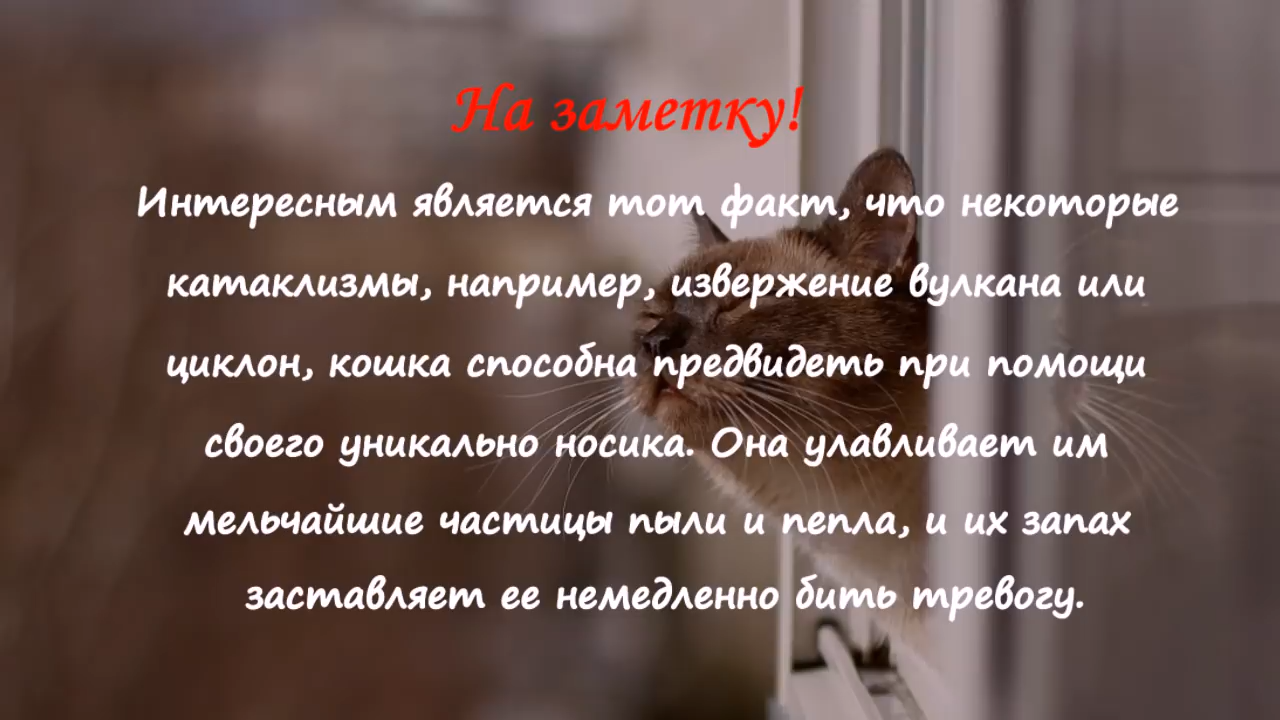 На заметку!
Интересным является тот факт, что некоторые
катаклизмы, например, извержение вулкана или
циклон, кошка способна предвидеть при помощи
своего уникально носика. Она улавливает им
мельчайшие частицы пыли и пепла, и их запах
заставляет ее немедленно бить тревогу.